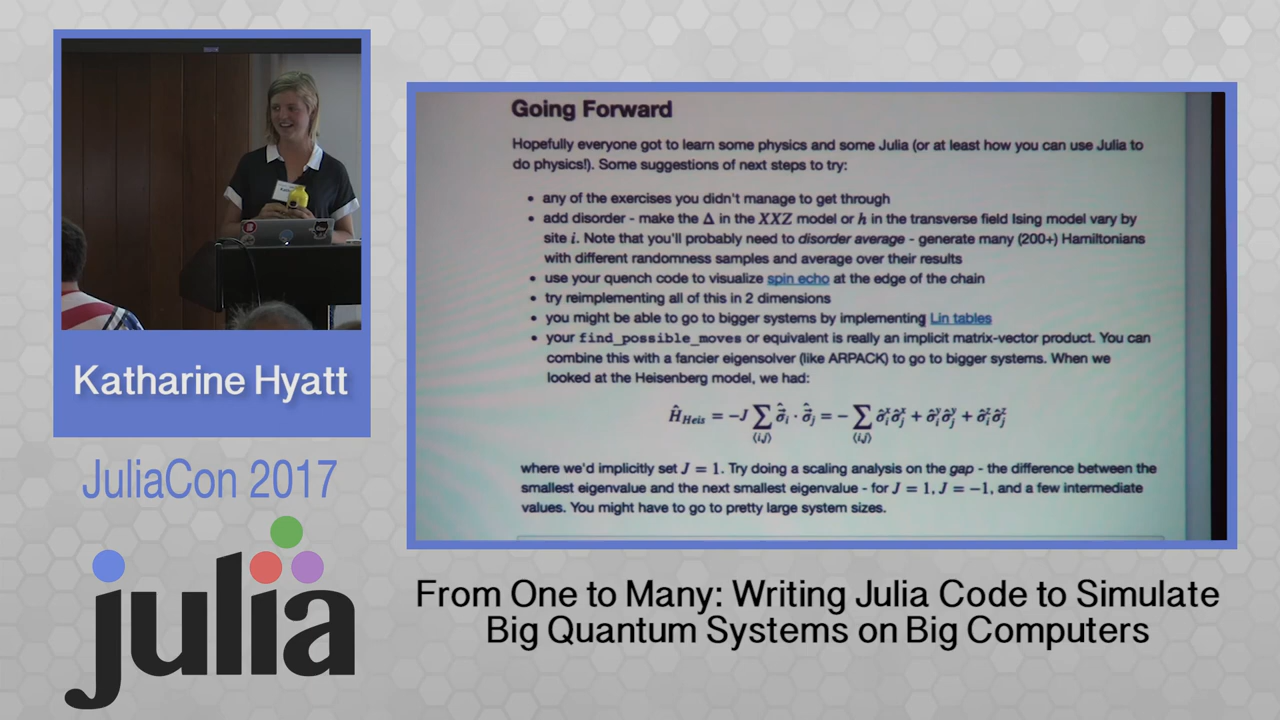 Katharine Hyatt
JuliaCon 2017
julia
Going Forward
Hopefully everyone got to learn some physics and some Julia (or at least how you can use Julia to
do physics!). Some suggestions of next steps to try:
• any of the exercises you didn't manage to get through
• add disorder - make the Δ in the XXZ model or h in the transverse field Ising model vary by
site i. Note that you'll probably need to disorder average - generate many (200+) Hamiltonians
with different randomness samples and average over their results
• use your quench code to visualize spin echo at the edge of the chain
• try reimplementing all of this in 2 dimensions
• you might be able to go to bigger systems by implementing Lin tables
• your find_possible_moves or equivalent is really an implicit matrix-vector product. You can
combine this with a fancier eigensolver (like ARPACK) to go to bigger systems. When we
looked at the Heisenberg model, we had:
Ĥ_Heis = −J ∑_⟨i,j⟩ σ̂⃗_i · σ̂⃗_j = − ∑_⟨i,j⟩ σ̂_i^x σ̂_j^x + σ̂_i^y σ̂_j^y + σ̂_i^z σ̂_j^z
where we'd implicitly set J = 1. Try doing a scaling analysis on the gap - the difference between the
smallest eigenvalue and the next smallest eigenvalue - for J = 1, J = −1, and a few intermediate
values. You might have to go to pretty large system sizes.
From One to Many: Writing Julia Code to Simulate
Big Quantum Systems on Big Computers